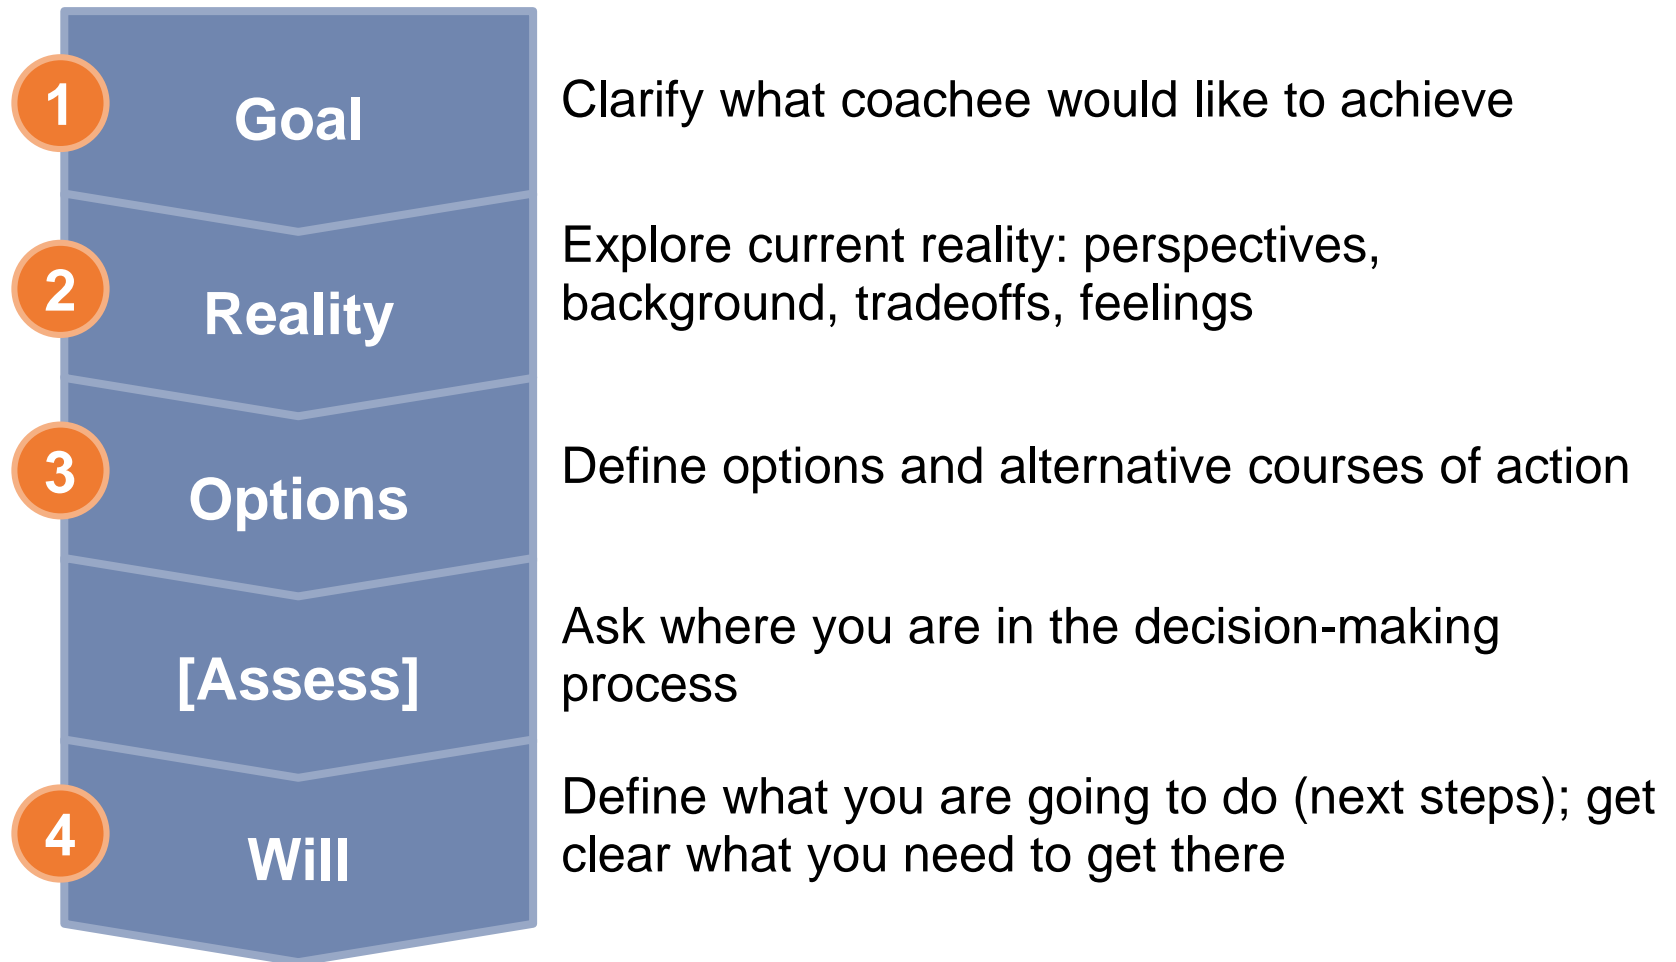 1
Goal
Clarify what coachee would like to achieve
2
Reality
Explore current reality: perspectives,
background, tradeoffs, feelings
3
Options
Define options and alternative courses of action
[Assess]
Ask where you are in the decision-making
process
4
Will
Define what you are going to do (next steps); get
clear what you need to get there